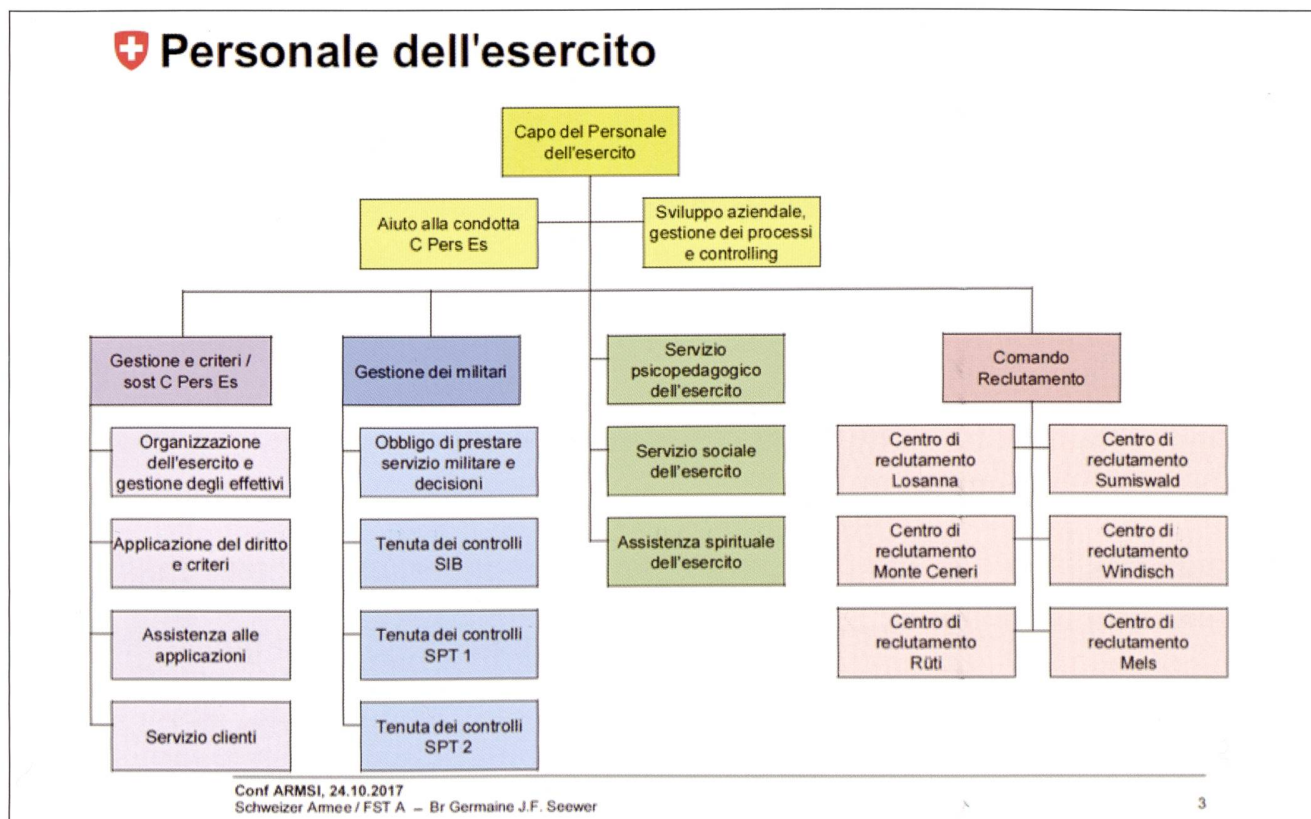 Personale dell'esercito
Capo del Personale
dell'esercito
Aiuto alla condotta
C Pers Es
Sviluppo aziendale,
gestione dei processi
e controlling
Gestione e criteri /
sost C Pers Es
Organizzazione
dell'esercito e
gestione degli effettivi
Applicazione del diritto
e criteri
Assistenza alle
applicazioni
Servizio clienti
Gestione dei militari
Obbligo di prestare
servizio militare e
decisioni
Tenuta dei controlli
SIB
Tenuta dei controlli
SPT 1
Tenuta dei controlli
SPT 2
Servizio
psicopedagogico
dell'esercito
Servizio sociale
dell'esercito
Assistenza spirituale
dell'esercito
Comando
Reclutamento
Centro di
reclutamento
Losanna
Centro di
reclutamento
Sumiswald
Centro di
reclutamento
Monte Ceneri
Centro di
reclutamento
Windisch
Centro di
reclutamento
Rüti
Centro di
reclutamento
Mels
Conf ARMSI, 24.10.2017
Schweizer Armee / FST A – Br Germaine J.F. Seewer
3